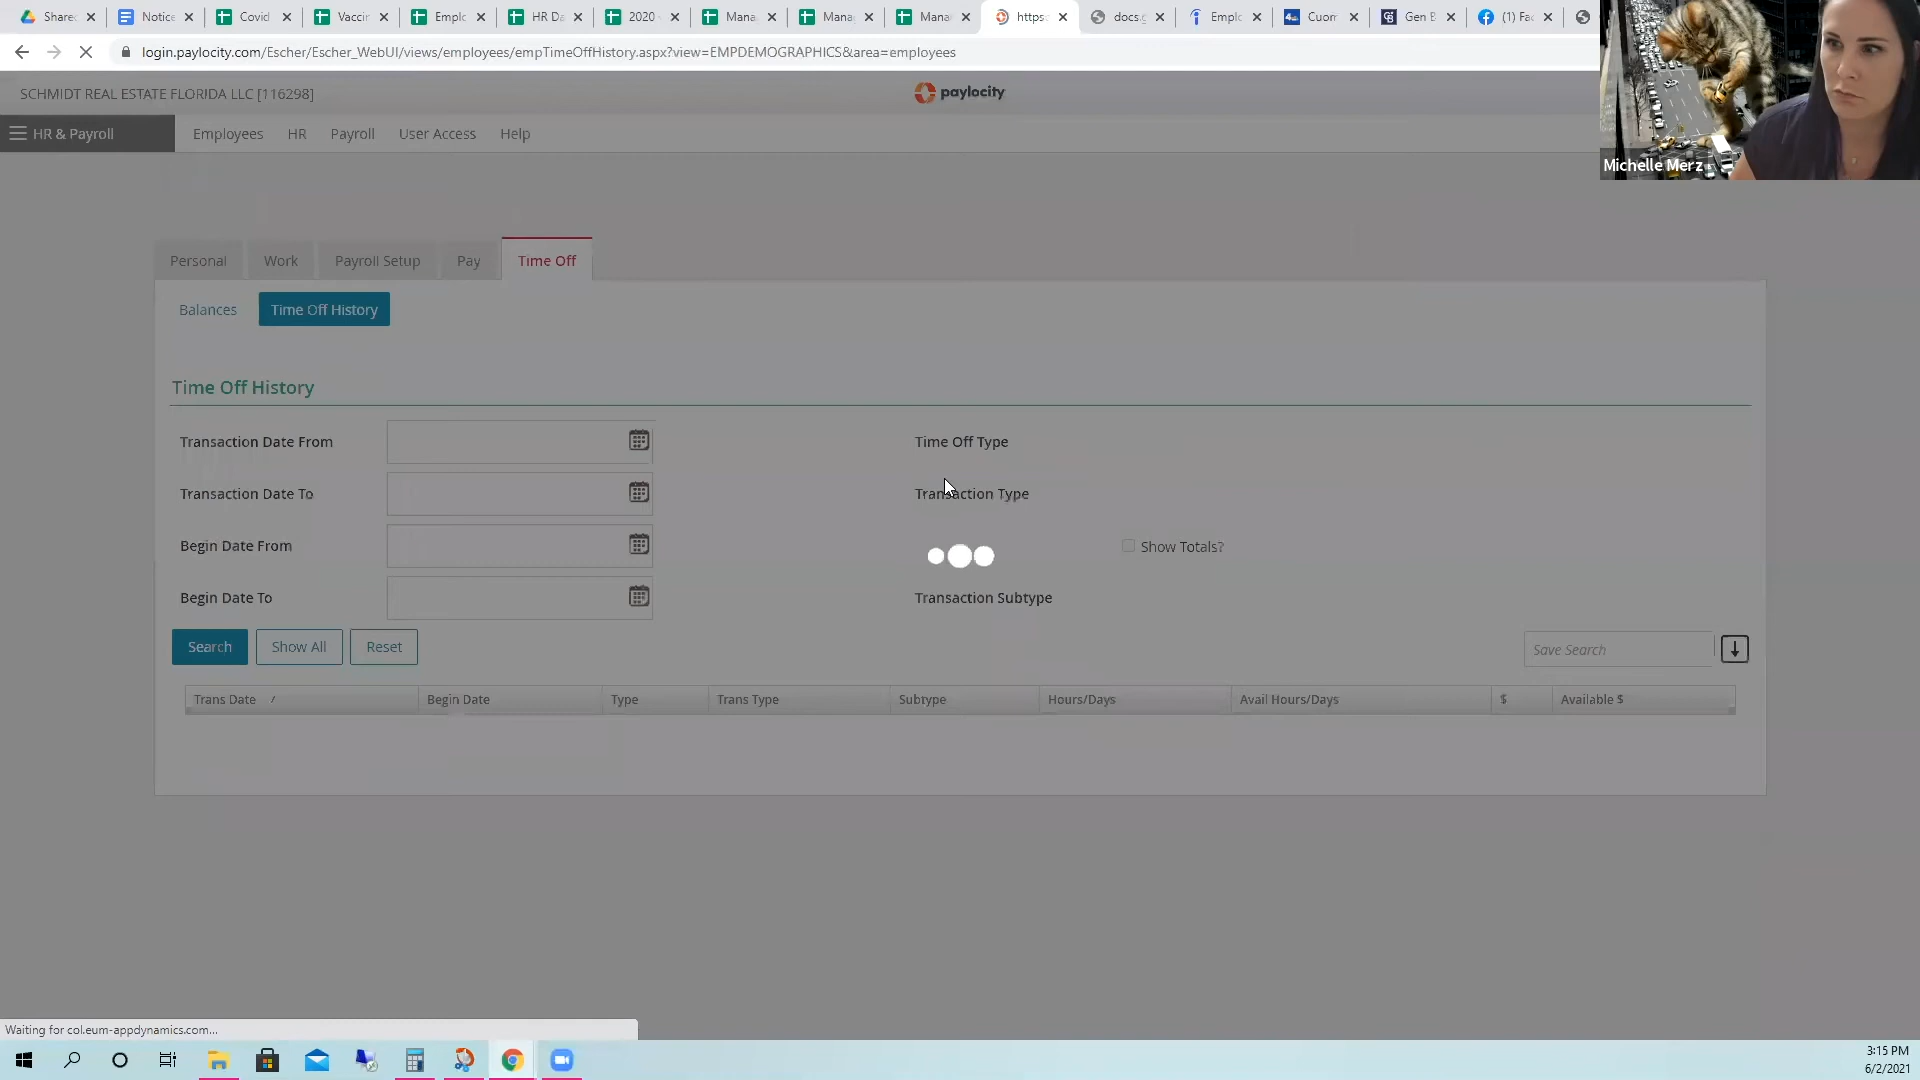 Shared
Notice
Covid
Vaccin
Emplo
HR Da
2020
Mana
Mana
Mana
https:
docs.g
Emplo
Cuom
Gen B
(1) Fac
login.paylocity.com/Escher/Escher_WebUI/views/employees/empTimeOffHistory.aspx?view=EMPDEMOGRAPHICS&area=employees
SCHMIDT REAL ESTATE FLORIDA LLC [116298]
paylocity
HR & Payroll
Employees
HR
Payroll
User Access
Help
Michelle Merz
Personal
Work
Payroll Setup
Pay
Time Off
Balances
Time Off History
Time Off History
Transaction Date From
Time Off Type
Transaction Date To
Transaction Type
Begin Date From
Show Totals?
Begin Date To
Transaction Subtype
Search
Show All
Reset
Save Search
Trans Date
Begin Date
Type
Trans Type
Subtype
Hours/Days
Avail Hours/Days
$
Available $
Waiting for col.eum-appdynamics.com...
3:15 PM
6/2/2021